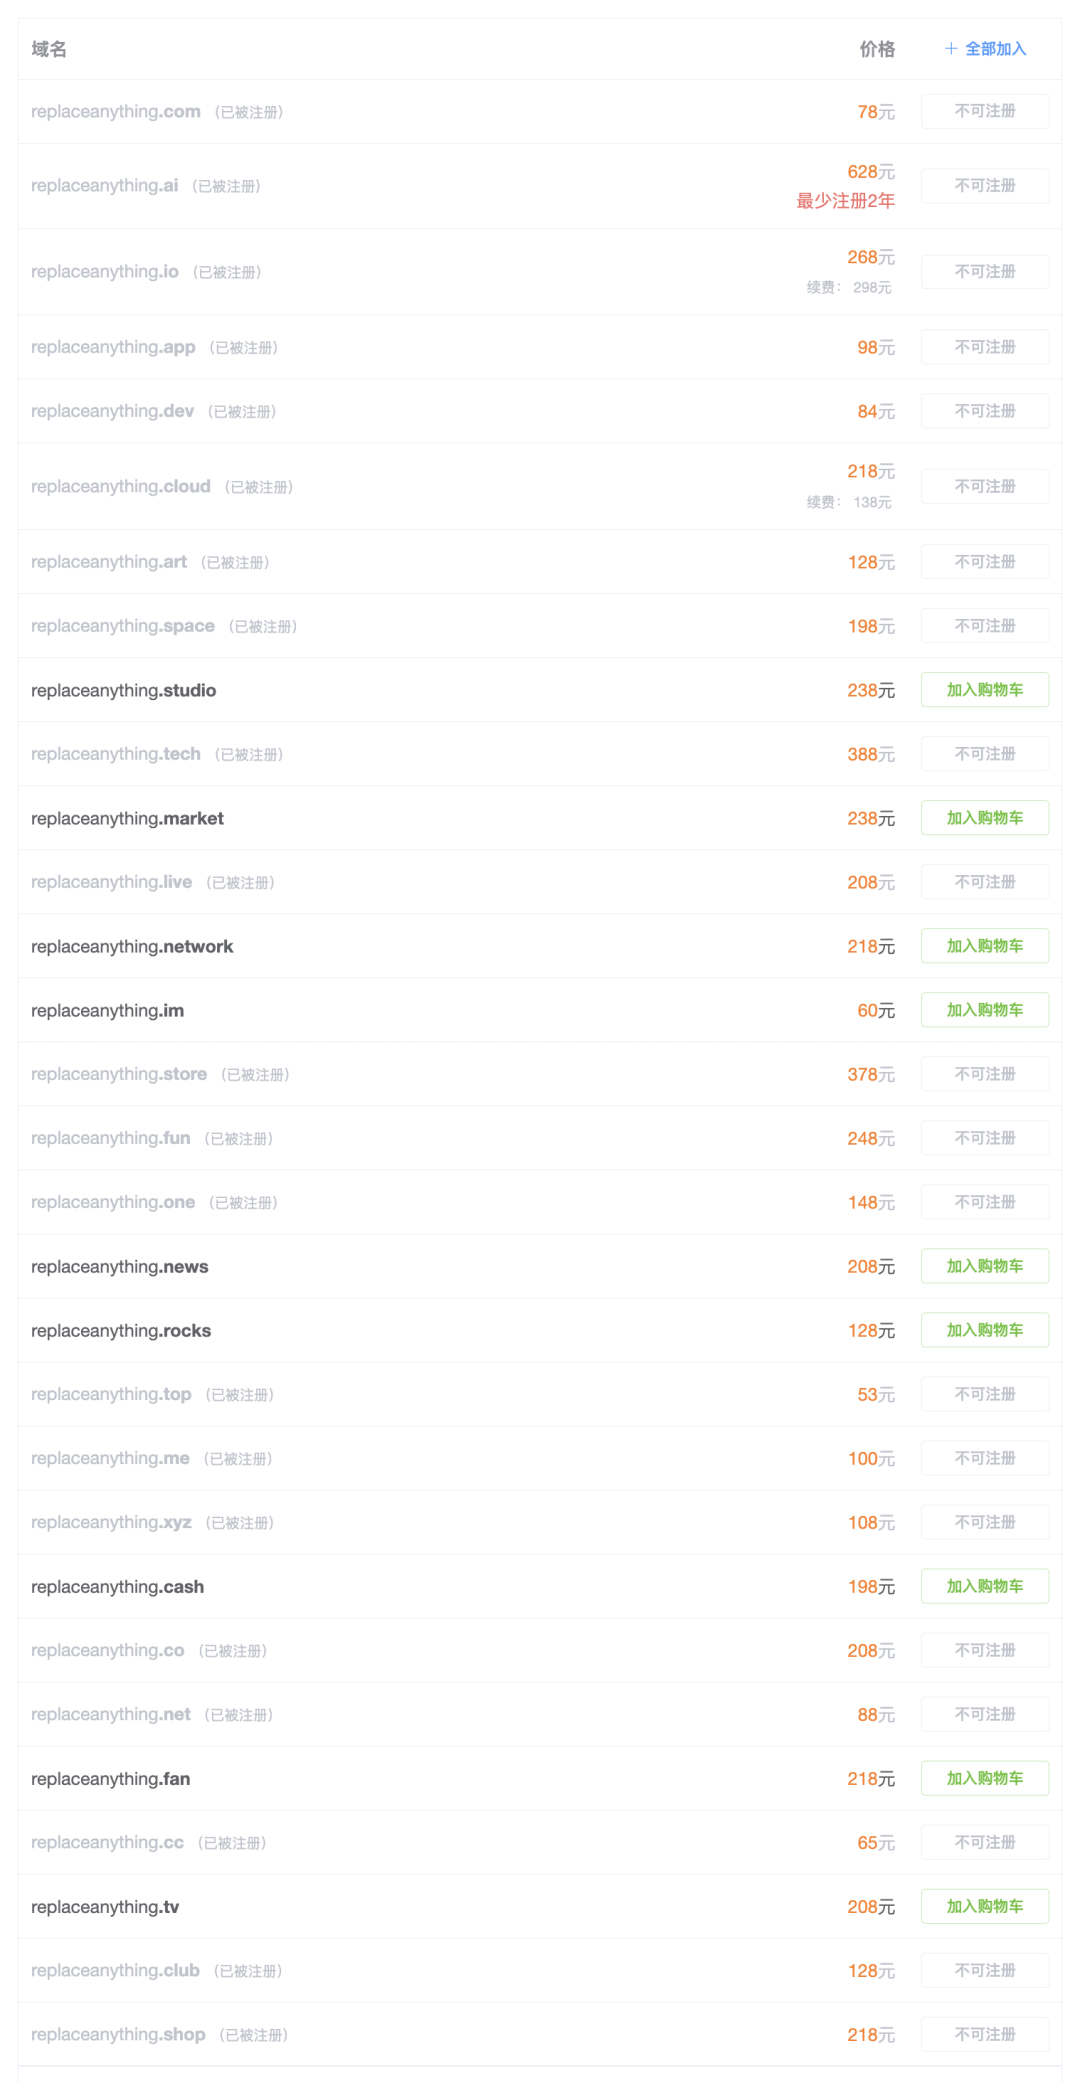 域名 价格 + 全部加入
replaceanything.com （已被注册） 78元 不可注册
replaceanything.ai （已被注册） 628元 不可注册
最少注册2年
replaceanything.io （已被注册） 268元 不可注册
续费： 298元
replaceanything.app （已被注册） 98元 不可注册
replaceanything.dev （已被注册） 84元 不可注册
replaceanything.cloud （已被注册） 218元 不可注册
续费： 138元
replaceanything.art （已被注册） 128元 不可注册
replaceanything.space （已被注册） 198元 不可注册
replaceanything.studio 238元 加入购物车
replaceanything.tech （已被注册） 388元 不可注册
replaceanything.market 238元 加入购物车
replaceanything.live （已被注册） 208元 不可注册
replaceanything.network 218元 加入购物车
replaceanything.im 60元 加入购物车
replaceanything.store （已被注册） 378元 不可注册
replaceanything.fun （已被注册） 248元 不可注册
replaceanything.one （已被注册） 148元 不可注册
replaceanything.news 208元 加入购物车
replaceanything.rocks 128元 加入购物车
replaceanything.top （已被注册） 53元 不可注册
replaceanything.me （已被注册） 100元 不可注册
replaceanything.xyz （已被注册） 108元 不可注册
replaceanything.cash 198元 加入购物车
replaceanything.co （已被注册） 208元 不可注册
replaceanything.net （已被注册） 88元 不可注册
replaceanything.fan 218元 加入购物车
replaceanything.cc （已被注册） 65元 不可注册
replaceanything.tv 208元 加入购物车
replaceanything.club （已被注册） 128元 不可注册
replaceanything.shop （已被注册） 218元 不可注册